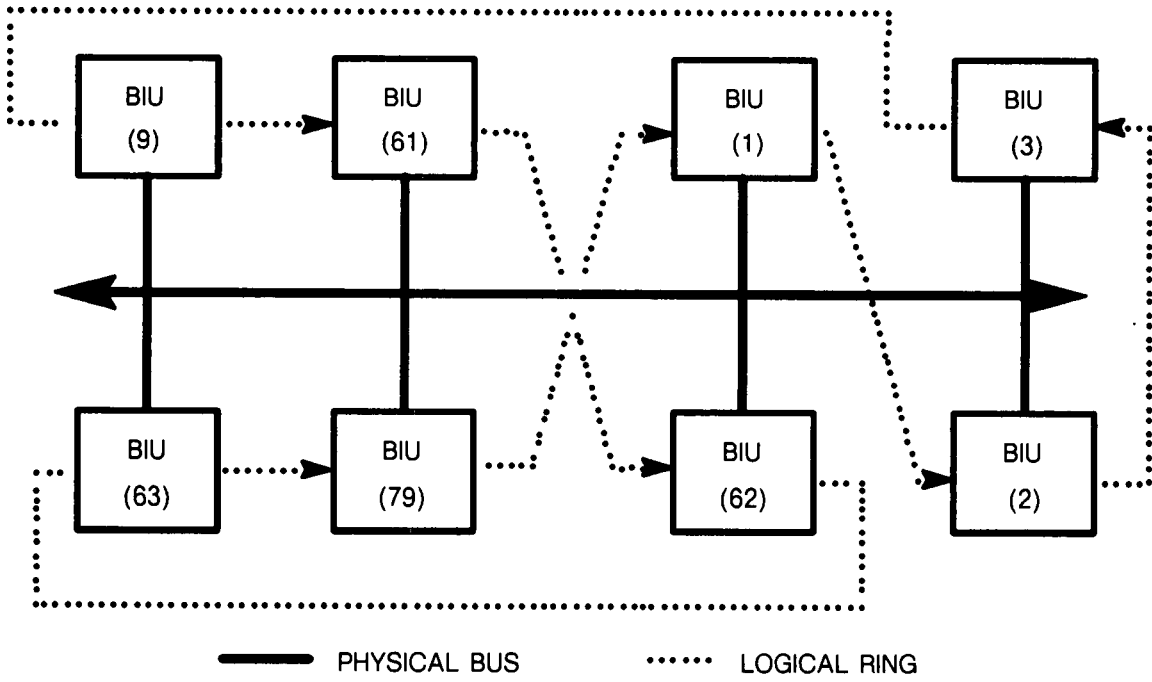 BIU
(9)
BIU
(61)
BIU
(1)
BIU
(3)
BIU
(63)
BIU
(79)
BIU
(62)
BIU
(2)
PHYSICAL BUS
LOGICAL RING